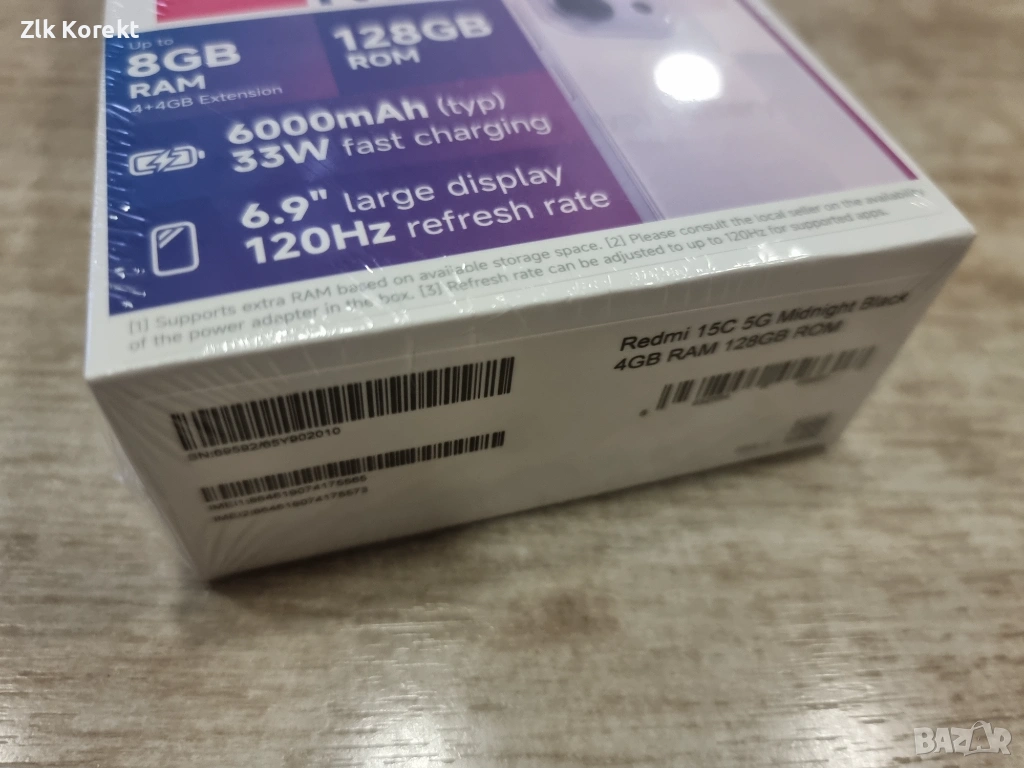 Zlk Korekt
Up to
8GB
RAM
4+4GB Extension
128GB
ROM
6000mAh (typ)
33W fast charging
6.9" large display
120Hz refresh rate
[1] Supports extra RAM based on available storage space. [2] Please consult the local seller on the availability
of the power adapter in the box. [3] Refresh rate can be adjusted to up to 120Hz for supported apps.
Redmi 15C 5G Midnight Black
4GB RAM 128GB ROM
BAZAR